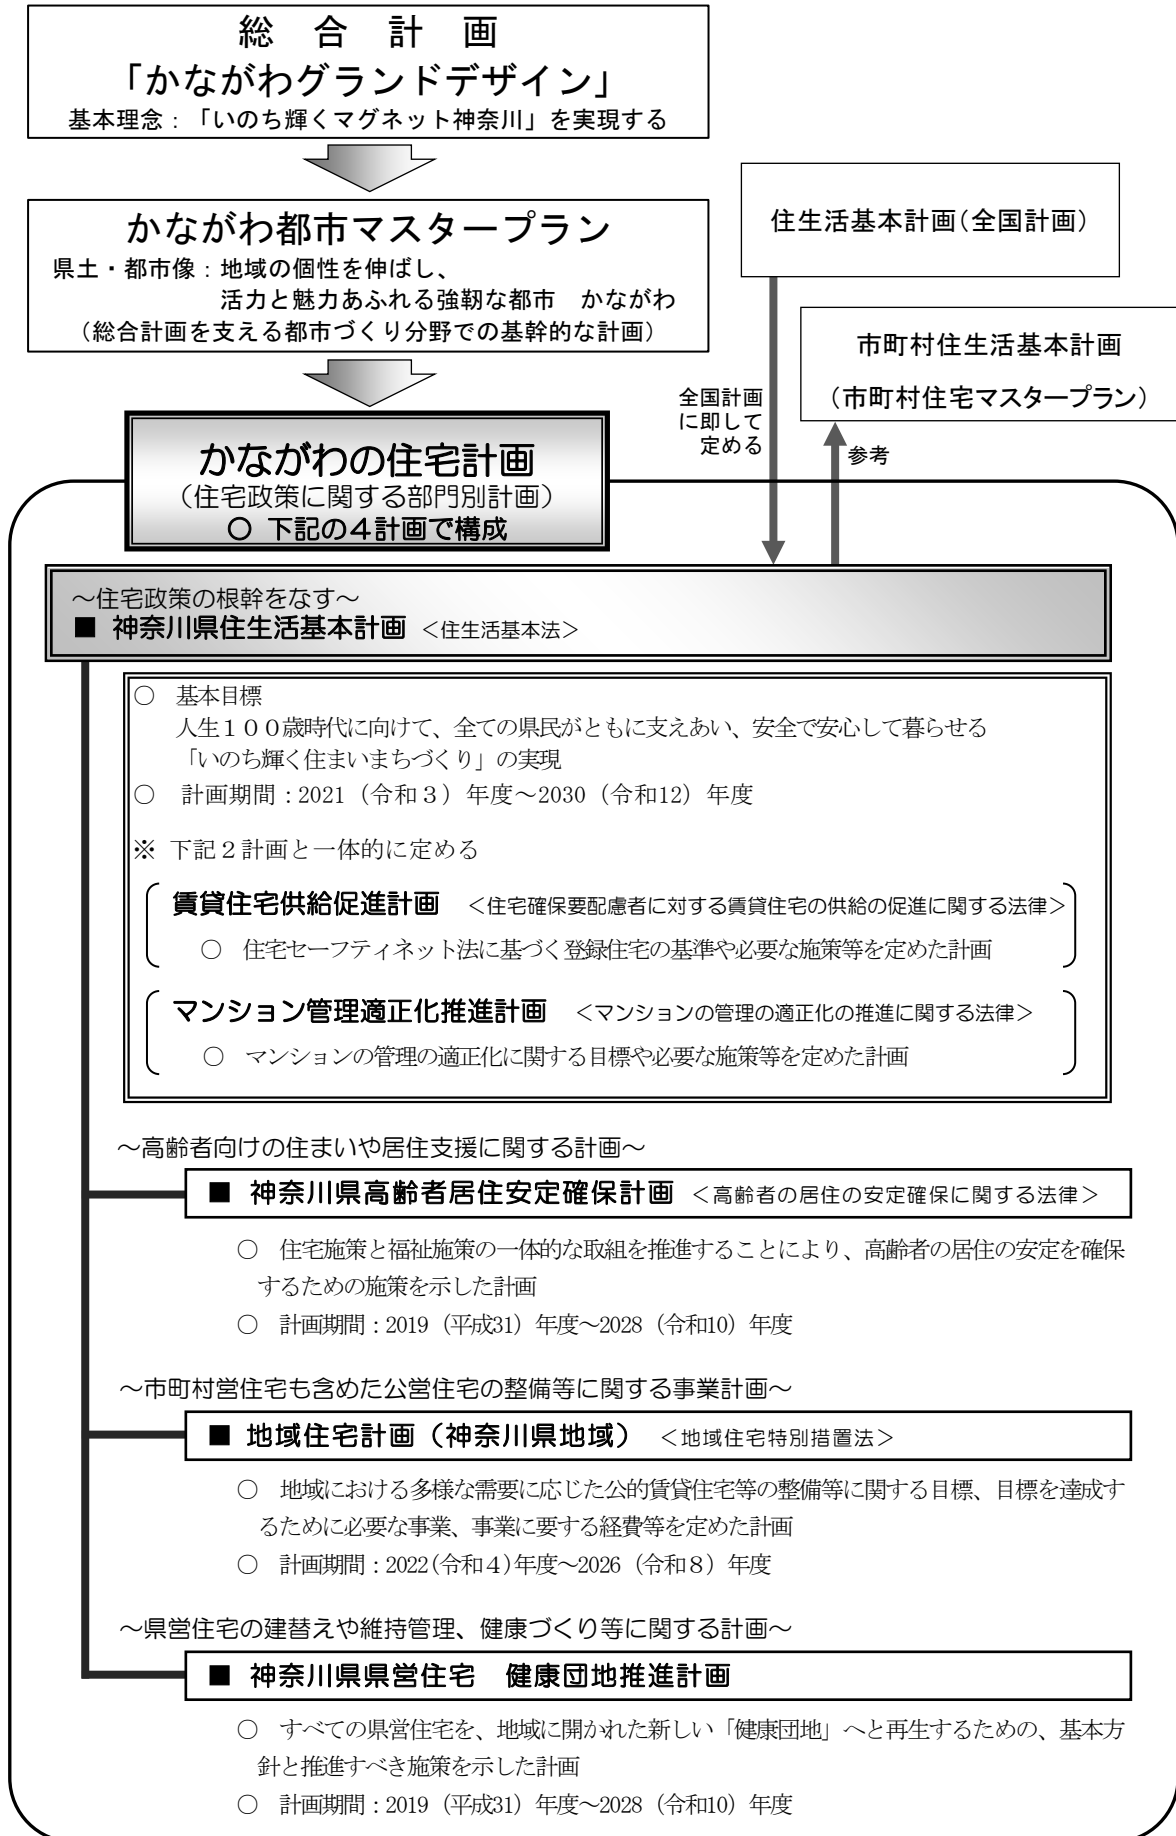 総　合　計　画
「かながわグランドデザイン」
基本理念：「いのち輝くマグネット神奈川」を実現する
かながわ都市マスタープラン
県土・都市像：地域の個性を伸ばし、
活力と魅力あふれる強靭な都市　かながわ
（総合計画を支える都市づくり分野での基幹的な計画）
住生活基本計画（全国計画）
市町村住生活基本計画
（市町村住宅マスタープラン）
全国計画
に即して
定める
参考
かながわの住宅計画
（住宅政策に関する部門別計画）
○ 下記の４計画で構成
～住宅政策の根幹をなす～
■ 神奈川県住生活基本計画 ＜住生活基本法＞
○　基本目標
人生１００歳時代に向けて、全ての県民がともに支えあい、安全で安心して暮らせる
「いのち輝く住まいまちづくり」の実現
○　計画期間：2021（令和３）年度～2030（令和12）年度
※ 下記２計画と一体的に定める
賃貸住宅供給促進計画　＜住宅確保要配慮者に対する賃貸住宅の供給の促進に関する法律＞
○　住宅セーフティネット法に基づく登録住宅の基準や必要な施策等を定めた計画
マンション管理適正化推進計画　＜マンションの管理の適正化の推進に関する法律＞
○　マンションの管理の適正化に関する目標や必要な施策等を定めた計画
～高齢者向けの住まいや居住支援に関する計画～
■ 神奈川県高齢者居住安定確保計画 ＜高齢者の居住の安定確保に関する法律＞
○　住宅施策と福祉施策の一体的な取組を推進することにより、高齢者の居住の安定を確保
するための施策を示した計画
○　計画期間：2019（平成31）年度～2028（令和10）年度
～市町村営住宅も含めた公営住宅の整備等に関する事業計画～
■ 地域住宅計画（神奈川県地域）　＜地域住宅特別措置法＞
○　地域における多様な需要に応じた公的賃貸住宅等の整備等に関する目標、目標を達成す
るために必要な事業、事業に要する経費等を定めた計画
○　計画期間：2022(令和４)年度～2026（令和８）年度
～県営住宅の建替えや維持管理、健康づくり等に関する計画～
■ 神奈川県県営住宅　健康団地推進計画
○　すべての県営住宅を、地域に開かれた新しい「健康団地」へと再生するための、基本方
針と推進すべき施策を示した計画
○　計画期間：2019（平成31）年度～2028（令和10）年度